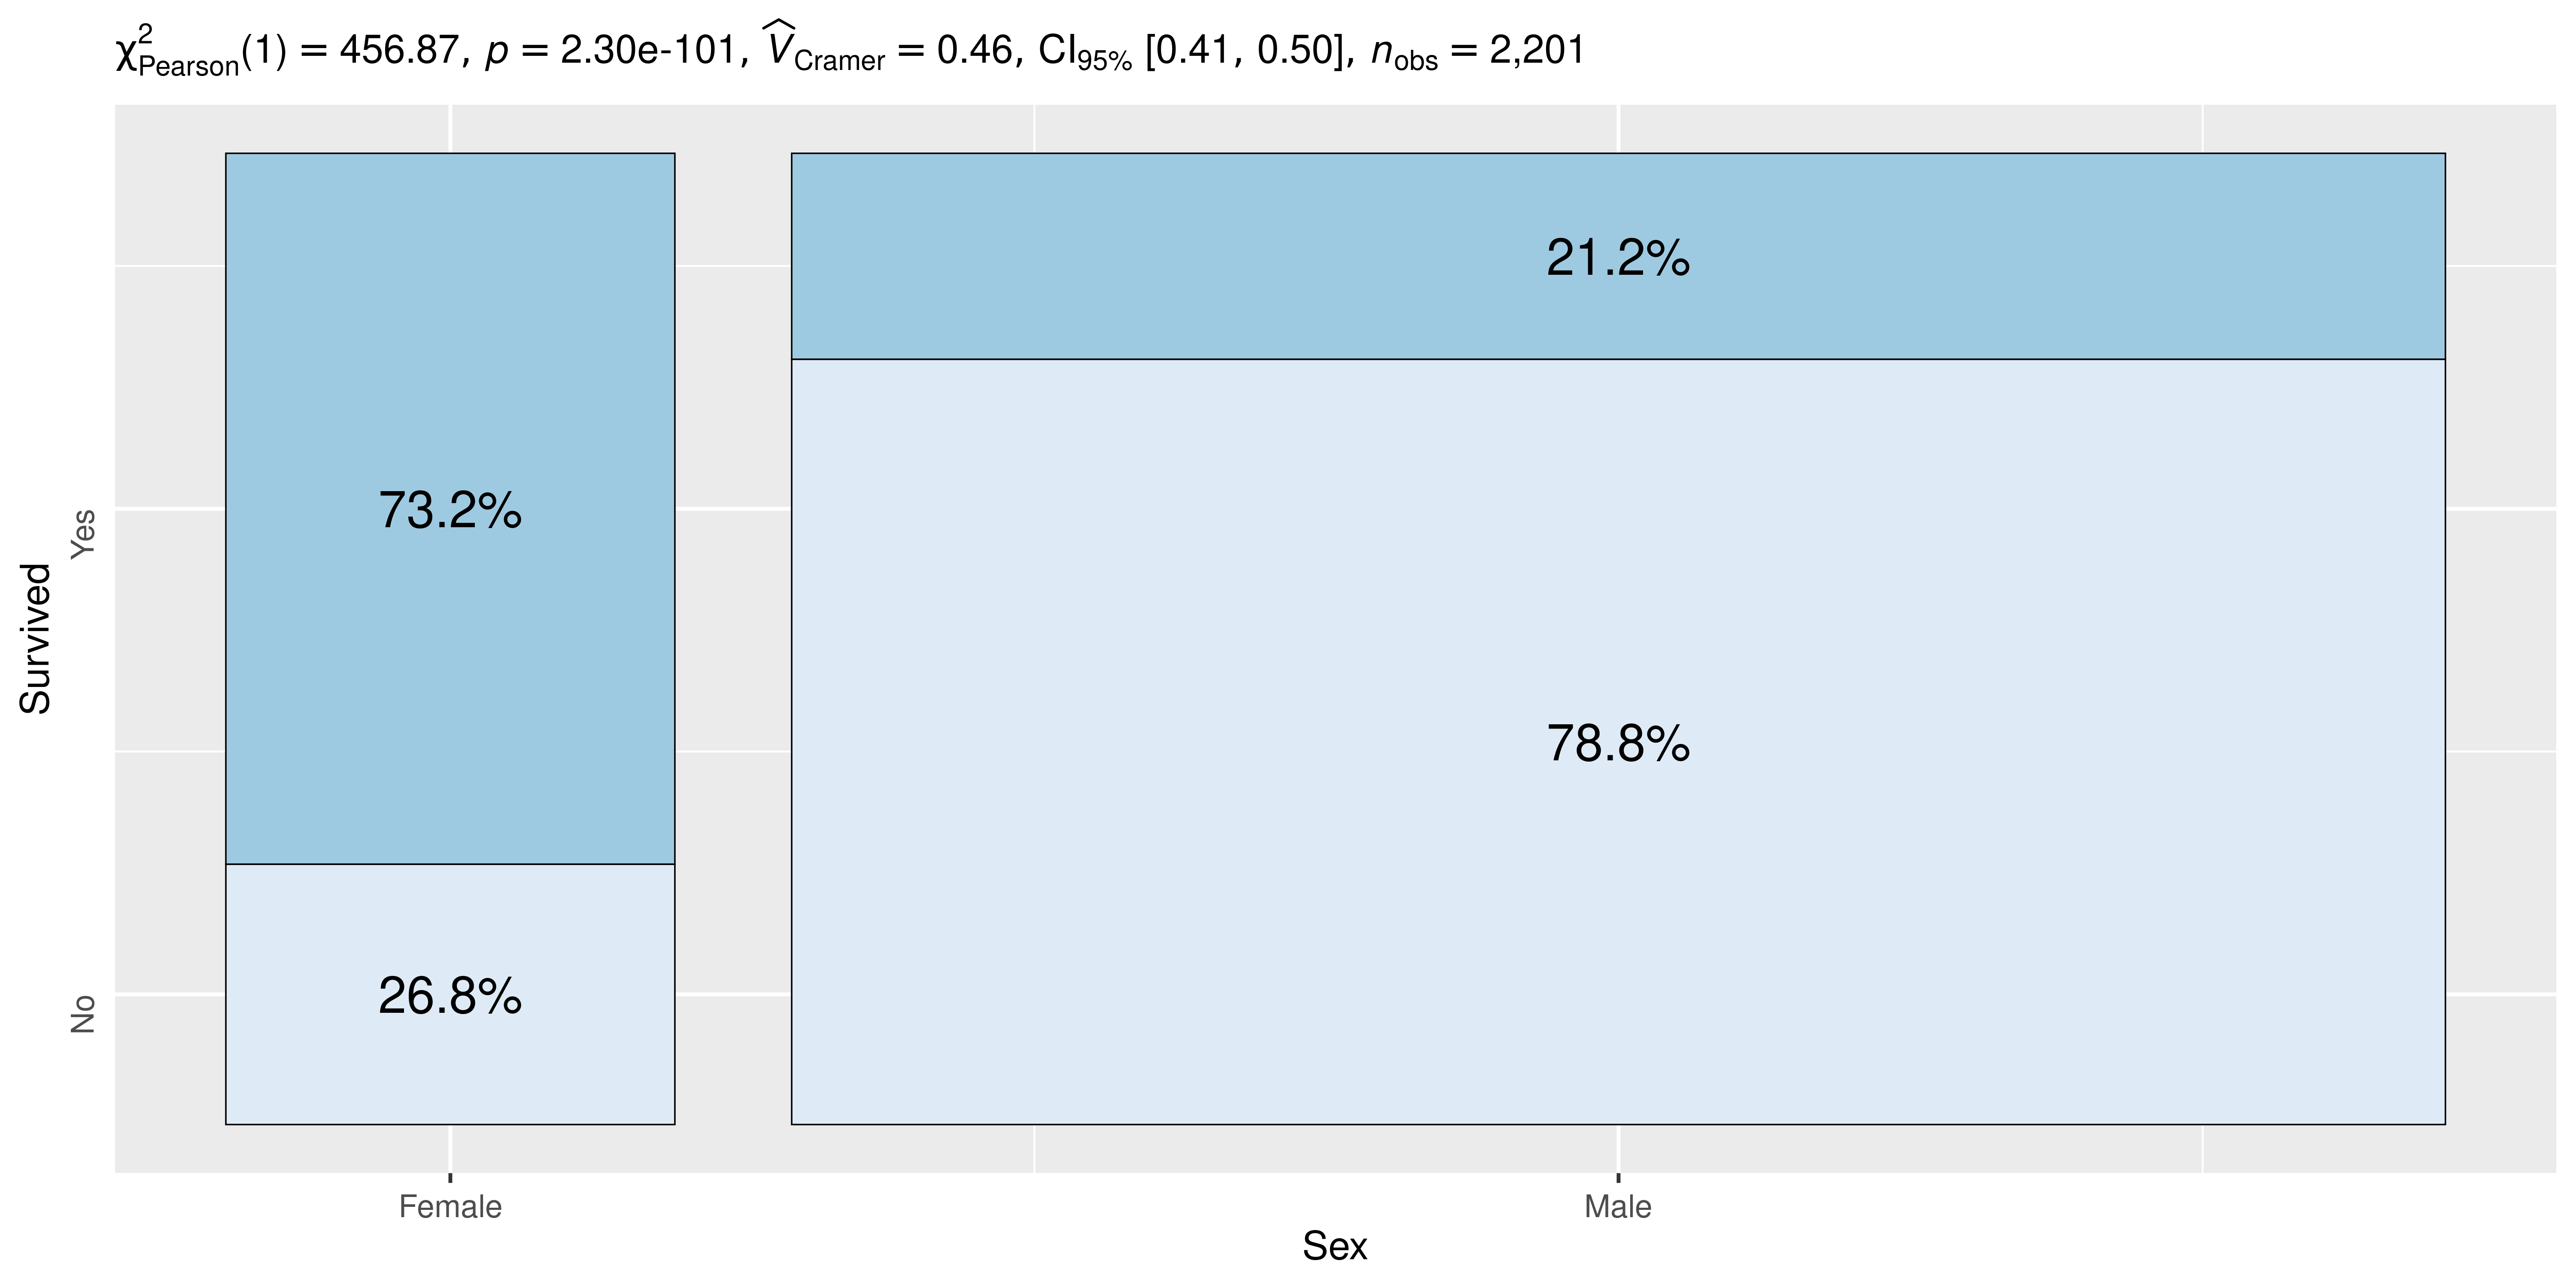 χ²Pearson(1) = 456.87, p = 2.30e-101, V̂Cramer = 0.46, CI95% [0.41, 0.50], nobs = 2,201
21.2%
73.2%
78.8%
26.8%
Survived
Yes
No
Female
Male
Sex